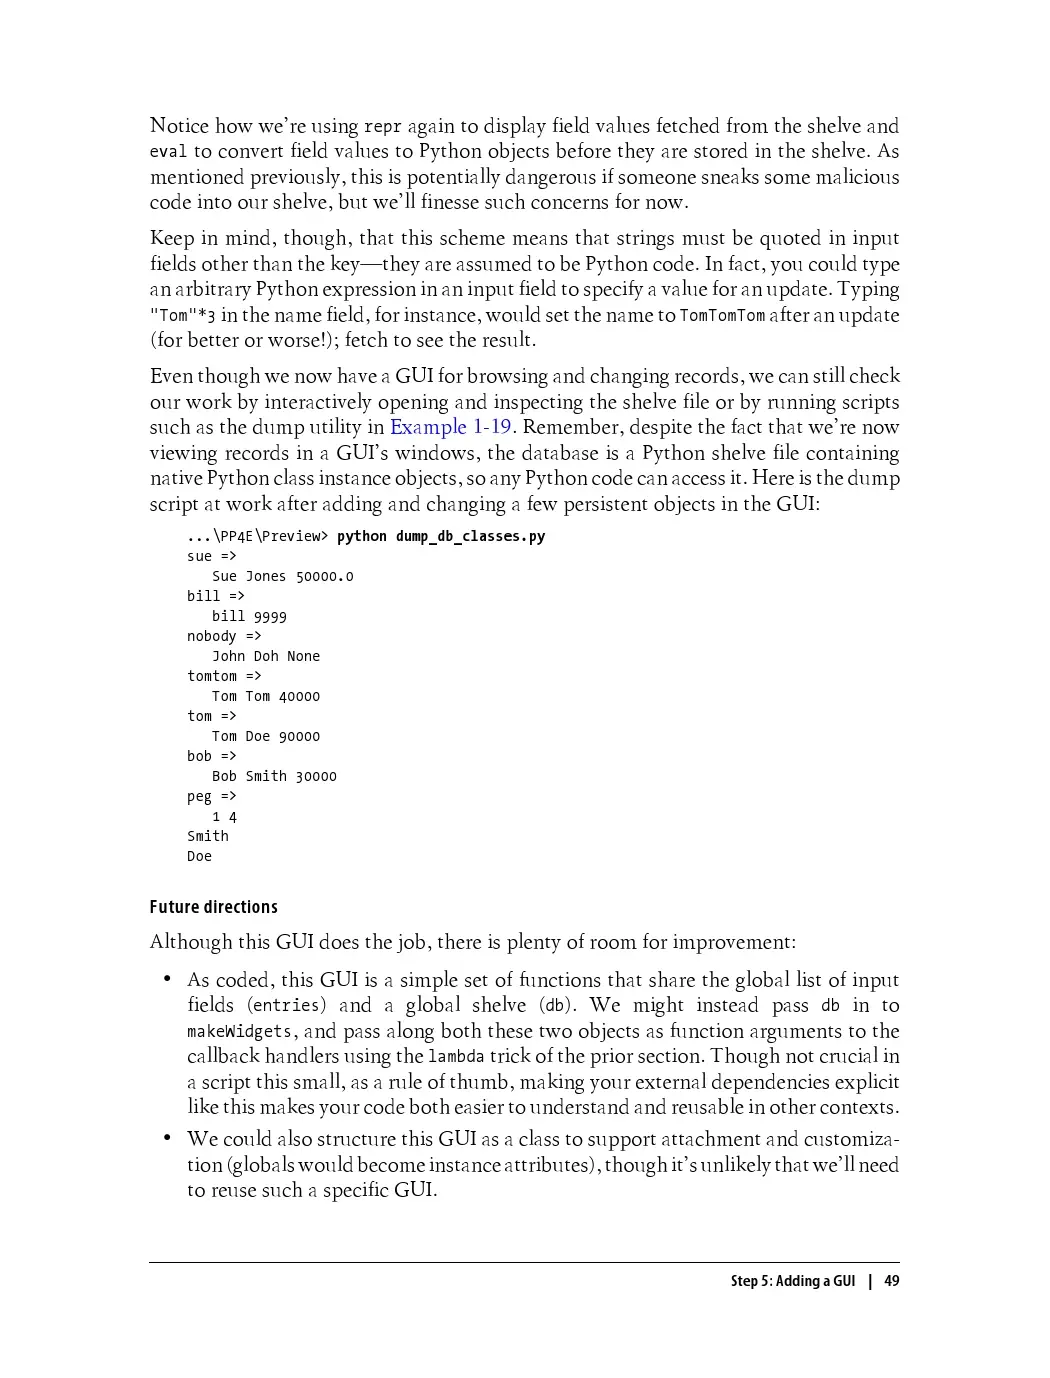 Notice how we're using repr again to display field values fetched from the shelve and
eval to convert field values to Python objects before they are stored in the shelve. As
mentioned previously, this is potentially dangerous if someone sneaks some malicious
code into our shelve, but we'll finesse such concerns for now.
Keep in mind, though, that this scheme means that strings must be quoted in input
fields other than the key—they are assumed to be Python code. In fact, you could type
an arbitrary Python expression in an input field to specify a value for an update. Typing
"Tom"*3 in the name field, for instance, would set the name to TomTomTom after an update
(for better or worse!); fetch to see the result.
Even though we now have a GUI for browsing and changing records, we can still check
our work by interactively opening and inspecting the shelve file or by running scripts
such as the dump utility in Example 1-19. Remember, despite the fact that we're now
viewing records in a GUI's windows, the database is a Python shelve file containing
native Python class instance objects, so any Python code can access it. Here is the dump
script at work after adding and changing a few persistent objects in the GUI:
...\PP4E\Preview> python dump_db_classes.py
sue =>
Sue Jones 50000.0
bill =>
bill 9999
nobody =>
John Doh None
tomtom =>
Tom Tom 40000
tom =>
Tom Doe 90000
bob =>
Bob Smith 30000
peg =>
1 4
Smith
Doe
Future directions
Although this GUI does the job, there is plenty of room for improvement:
• As coded, this GUI is a simple set of functions that share the global list of input
fields (entries) and a global shelve (db). We might instead pass db in to
makeWidgets, and pass along both these two objects as function arguments to the
callback handlers using the lambda trick of the prior section. Though not crucial in
a script this small, as a rule of thumb, making your external dependencies explicit
like this makes your code both easier to understand and reusable in other contexts.
• We could also structure this GUI as a class to support attachment and customiza-
tion (globals would become instance attributes), though it's unlikely that we'll need
to reuse such a specific GUI.
Step 5: Adding a GUI | 49